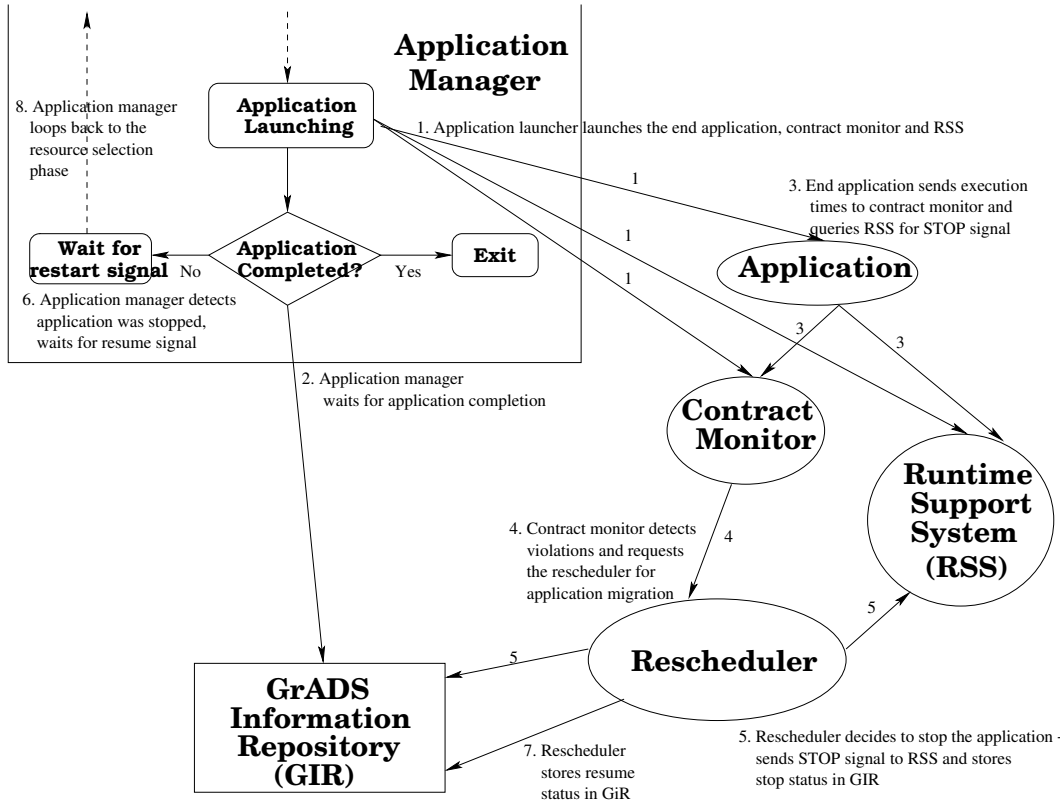 Application
Manager
8. Application manager
loops back to the
resource selection
phase
Application
Launching
1. Application launcher launches the end application, contract monitor and RSS
1
1
1
3. End application sends execution
times to contract monitor and
queries RSS for STOP signal
Application
Wait for
restart signal
No
Application
Completed?
Yes
Exit
6. Application manager detects
application was stopped,
waits for resume signal
3
3
2. Application manager
waits for application completion
Contract
Monitor
Runtime
Support
System
(RSS)
4. Contract monitor detects
violations and requests
the rescheduler for
application migration
4
5
5
Rescheduler
GrADS
Information
Repository
(GIR)
7. Rescheduler
stores resume
status in GiR
5. Rescheduler decides to stop the application -
sends STOP signal to RSS and stores
stop status in GIR